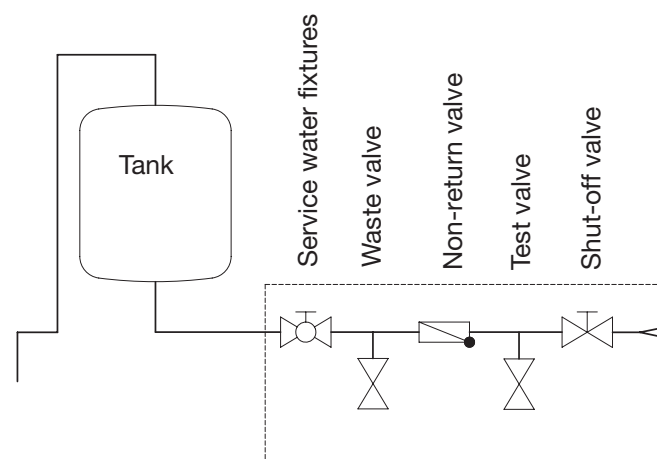 Tank
Service water fixtures
Waste valve
Non-return valve
Test valve
Shut-off valve